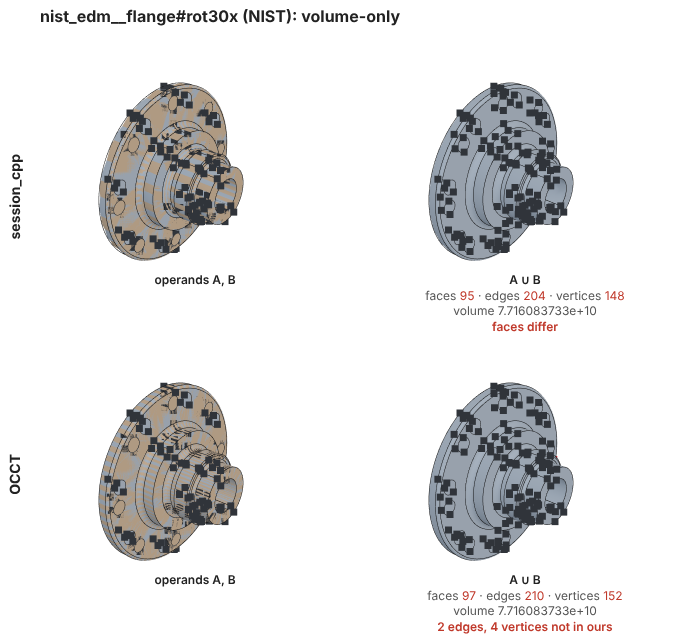 nist_edm__flange#rot30x (NIST): volume-only
session_cpp
operands A, B
A ∪ B
faces 95 · edges 204 · vertices 148
volume 7.716083733e+10
faces differ
OCCT
operands A, B
A ∪ B
faces 97 · edges 210 · vertices 152
volume 7.716083733e+10
2 edges, 4 vertices not in ours